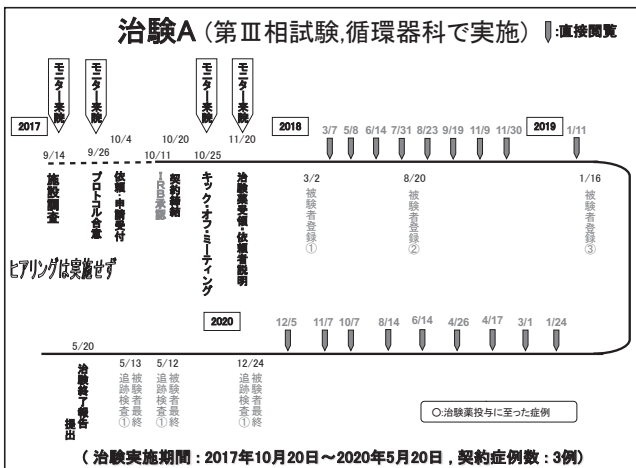 治験A (第Ⅲ相試験,循環器科で実施)
:直接閲覧
モニター来院
モニター来院
モニター来院
モニター来院
2017
2018
2019
9/14
9/26
10/4
10/11
10/20
10/25
11/20
3/7
5/8
6/14
7/31
8/23
9/19
11/9
11/30
1/11
施設調査
プロトコル合意
依頼・申請受付
IRB承認
契約締結
キック・オフ・ミーティング
治験薬受領・依頼者説明
3/2
被験者登録①
8/20
被験者登録②
1/16
被験者登録③
ヒアリングは実施せず
2020
12/5
11/7
10/7
8/14
6/14
4/26
4/17
3/1
1/24
5/20
治験終了報告
提出
5/13
被験者最終
追跡検査①
5/12
被験者最終
追跡検査①
12/24
被験者最終
追跡検査①
〇:治験薬投与に至った症例
( 治験実施期間 : 2017年10月20日～2020年5月20日 , 契約症例数 : 3例)